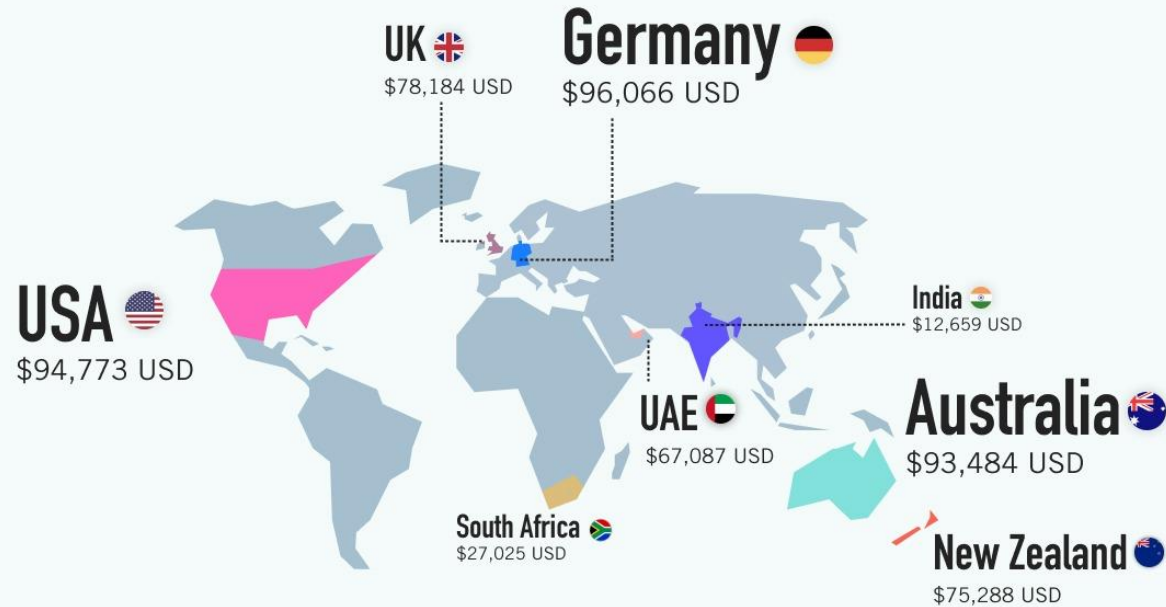 UK
$78,184 USD
Germany
$96,066 USD
USA
$94,773 USD
India
$12,659 USD
UAE
$67,087 USD
Australia
$93,484 USD
South Africa
$27,025 USD
New Zealand
$75,288 USD